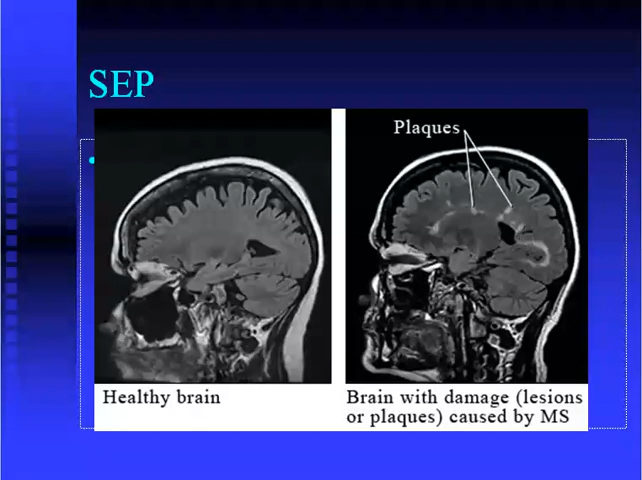 SEP
Plaques
Healthy brain
Brain with damage (lesions
or plaques) caused by MS